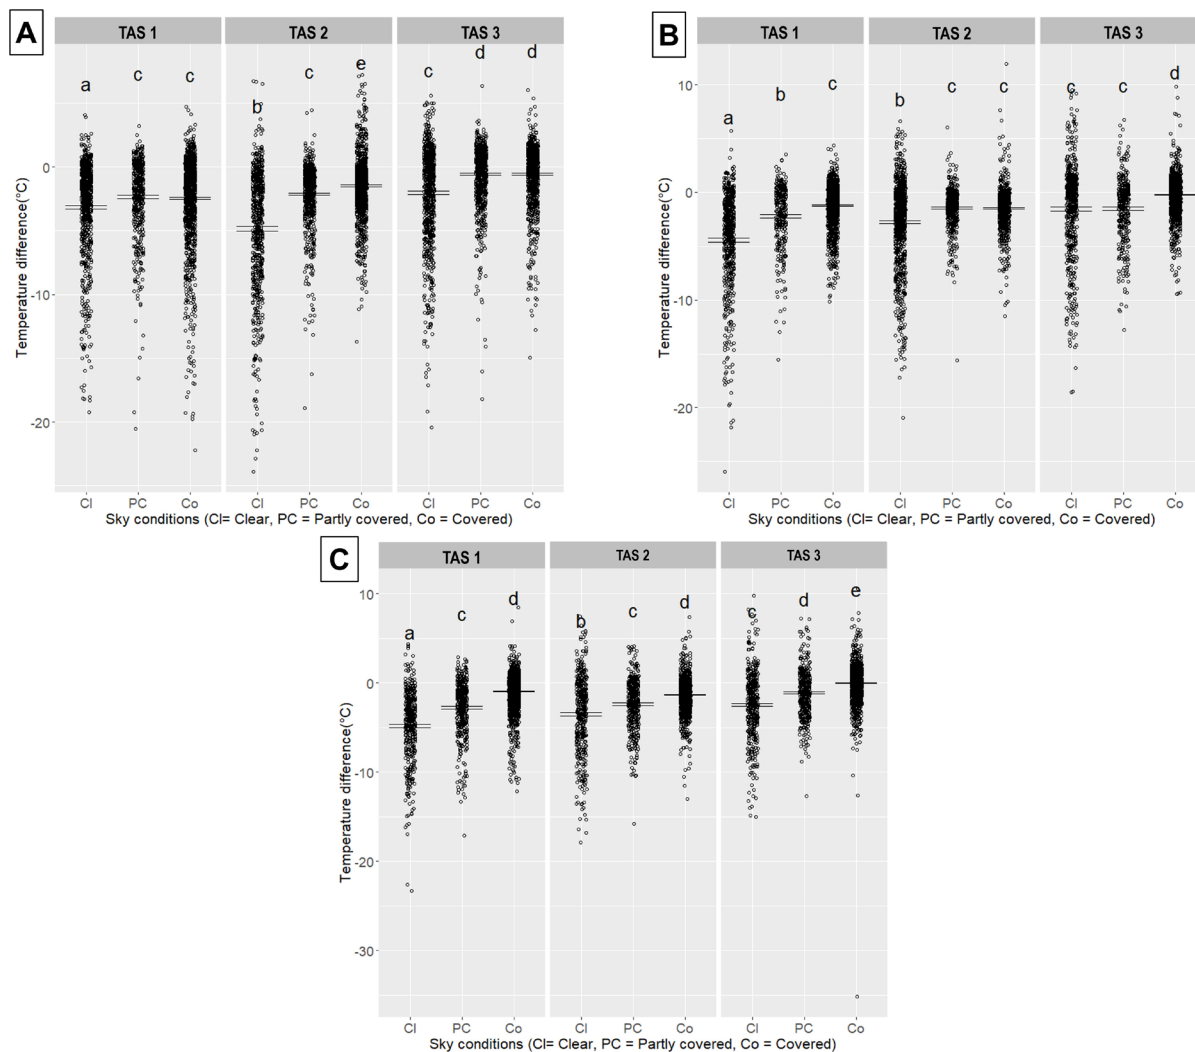 A
TAS 1 TAS 2 TAS 3
a c c b c e c d d
Temperature difference(°C)
0
-10
-20
Cl PC Co Cl PC Co Cl PC Co
Sky conditions (Cl= Clear, PC = Partly covered, Co = Covered)
B
TAS 1 TAS 2 TAS 3
a b c b c c c c d
Temperature difference(°C)
10
0
-10
-20
Cl PC Co Cl PC Co Cl PC Co
Sky conditions (Cl= Clear, PC = Partly covered, Co = Covered)
C
TAS 1 TAS 2 TAS 3
a c d b c d c d e
Temperature difference(°C)
10
0
-10
-20
-30
Cl PC Co Cl PC Co Cl PC Co
Sky conditions (Cl= Clear, PC = Partly covered, Co = Covered)